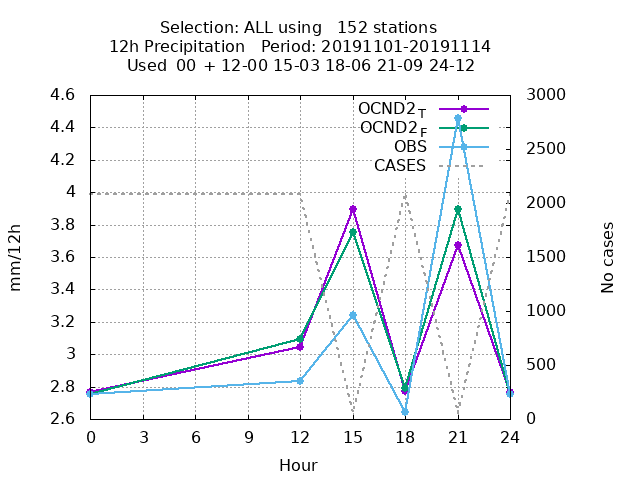 Selection: ALL using   152 stations
12h Precipitation   Period: 20191101-20191114
Used  00 + 12-00 15-03 18-06 21-09 24-12
4.6
4.4
4.2
4
3.8
3.6
3.4
3.2
3
2.8
2.6
mm/12h
3000
2500
2000
1500
1000
500
0
No cases
OCND2T
OCND2F
OBS
CASES
0 3 6 9 12 15 18 21 24
Hour